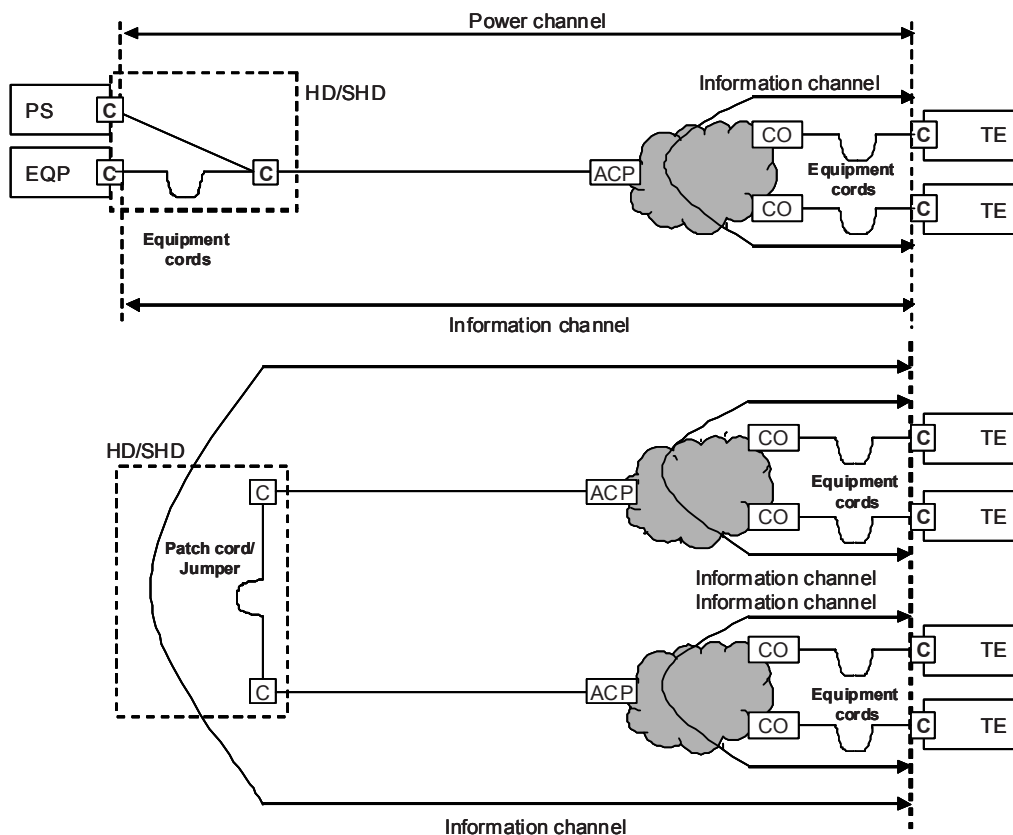 Power channel
Information channel
HD/SHD
PS
C
CO
C
TE
EQP
C
C
ACP
Equipment
cords
CO
C
TE
Equipment
cords
Information channel
HD/SHD
CO
C
TE
C
ACP
Equipment
cords
CO
C
TE
Patch cord/
Jumper
Information channel
Information channel
CO
C
TE
C
ACP
Equipment
cords
CO
C
TE
Information channel